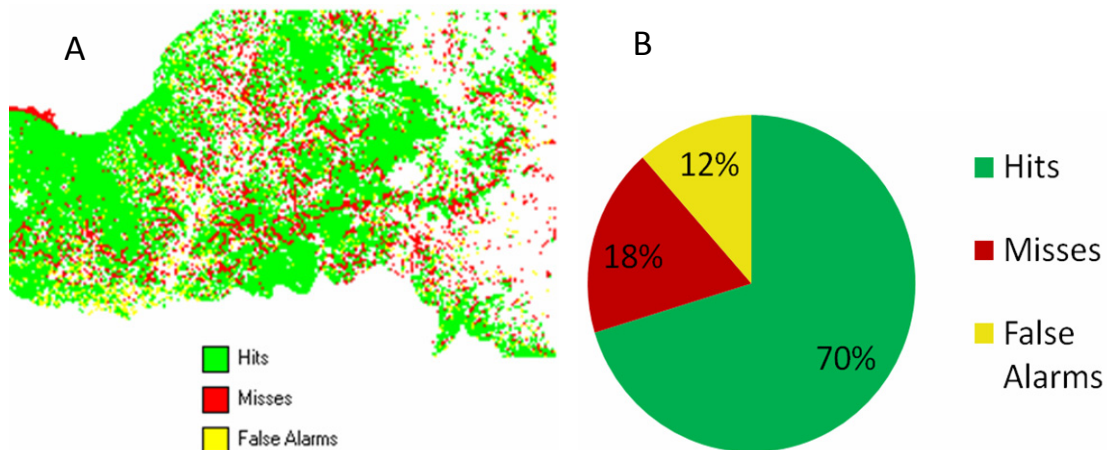 A
Hits
Misses
False Alarms
B
12%
18%
70%
Hits
Misses
False
Alarms